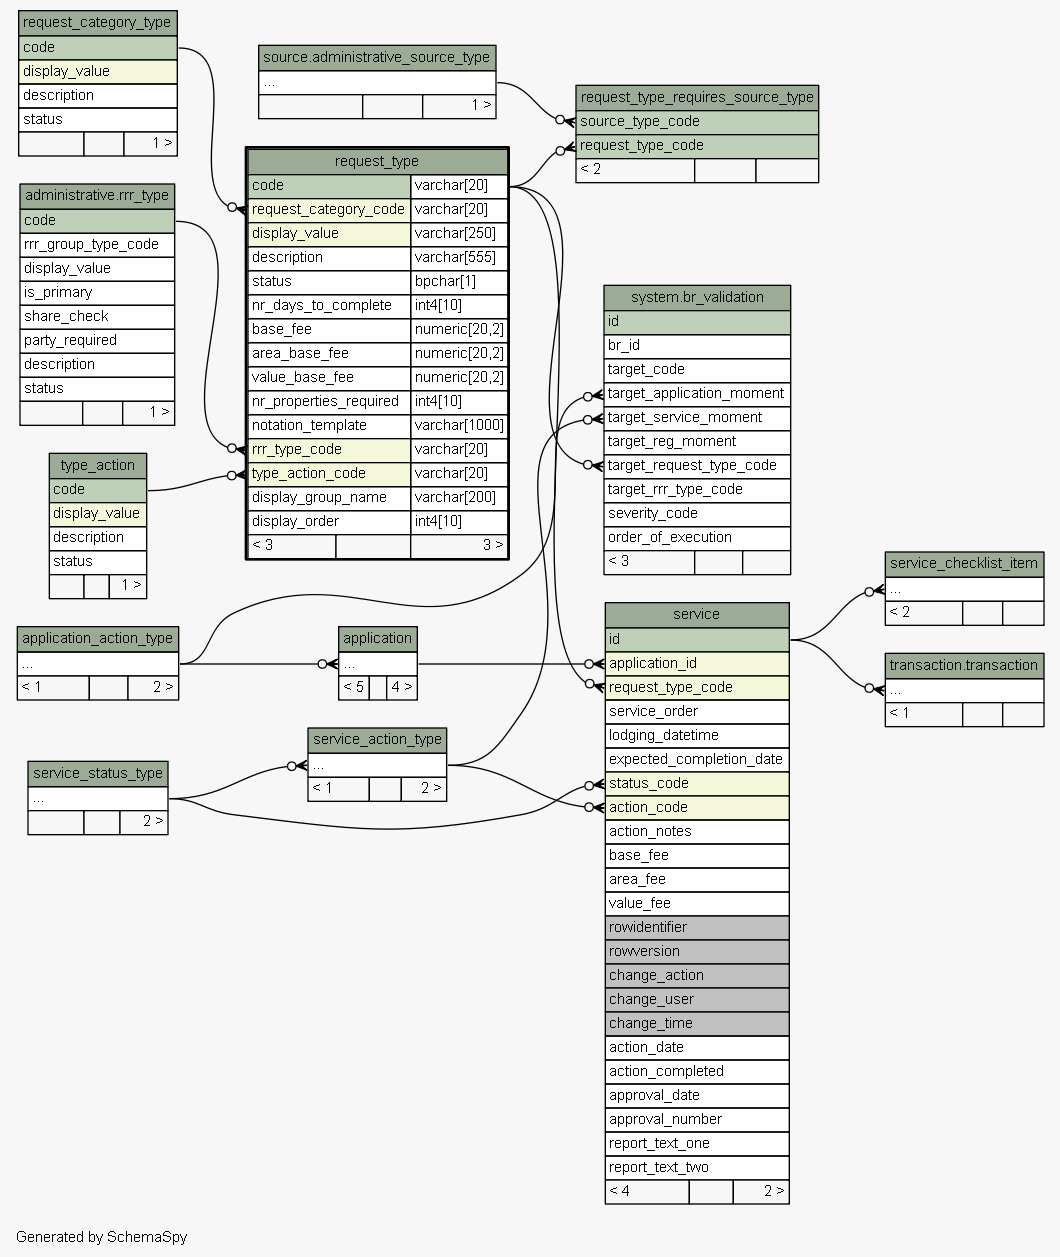 request_category_type
code
display_value
description
status
1 >
source.administrative_source_type
...
1 >
request_type_requires_source_type
source_type_code
request_type_code
< 2
request_type
code varchar[20]
request_category_code varchar[20]
display_value varchar[250]
description varchar[555]
status bpchar[1]
nr_days_to_complete int4[10]
base_fee numeric[20,2]
area_base_fee numeric[20,2]
value_base_fee numeric[20,2]
nr_properties_required int4[10]
notation_template varchar[1000]
rrr_type_code varchar[20]
type_action_code varchar[20]
display_group_name varchar[200]
display_order int4[10]
< 3 3 >
administrative.rrr_type
code
rrr_group_type_code
display_value
is_primary
share_check
party_required
description
status
1 >
type_action
code
display_value
description
status
1 >
system.br_validation
id
br_id
target_code
target_application_moment
target_service_moment
target_reg_moment
target_request_type_code
target_rrr_type_code
severity_code
order_of_execution
< 3
application_action_type
...
< 1 2 >
application
...
< 5 4 >
service_action_type
...
< 1 2 >
service_status_type
...
2 >
service
id
application_id
request_type_code
service_order
lodging_datetime
expected_completion_date
status_code
action_code
action_notes
base_fee
area_fee
value_fee
rowidentifier
rowversion
change_action
change_user
change_time
action_date
action_completed
approval_date
approval_number
report_text_one
report_text_two
< 4 2 >
service_checklist_item
...
< 2
transaction.transaction
...
< 1
Generated by SchemaSpy